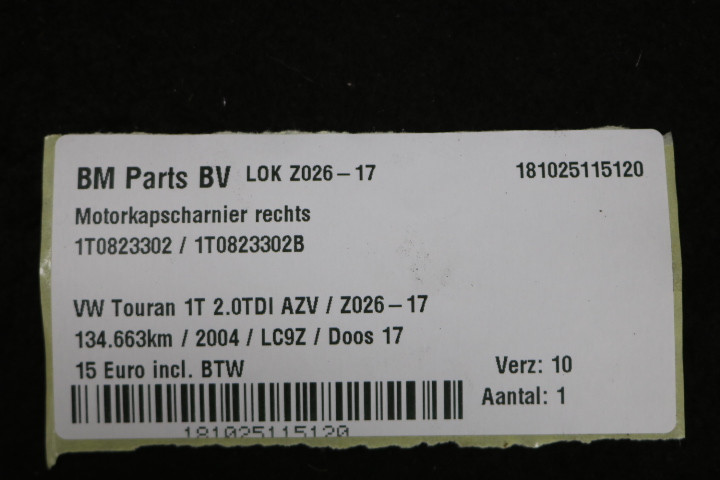 BM Parts BV LOK Z026-17 181025115120
Motorkapscharnier rechts
1T0823302 / 1T0823302B
VW Touran 1T 2.0TDI AZV / Z026-17
134.663km / 2004 / LC9Z / Doos 17
15 Euro incl. BTW Verz: 10
Aantal: 1
181025115120